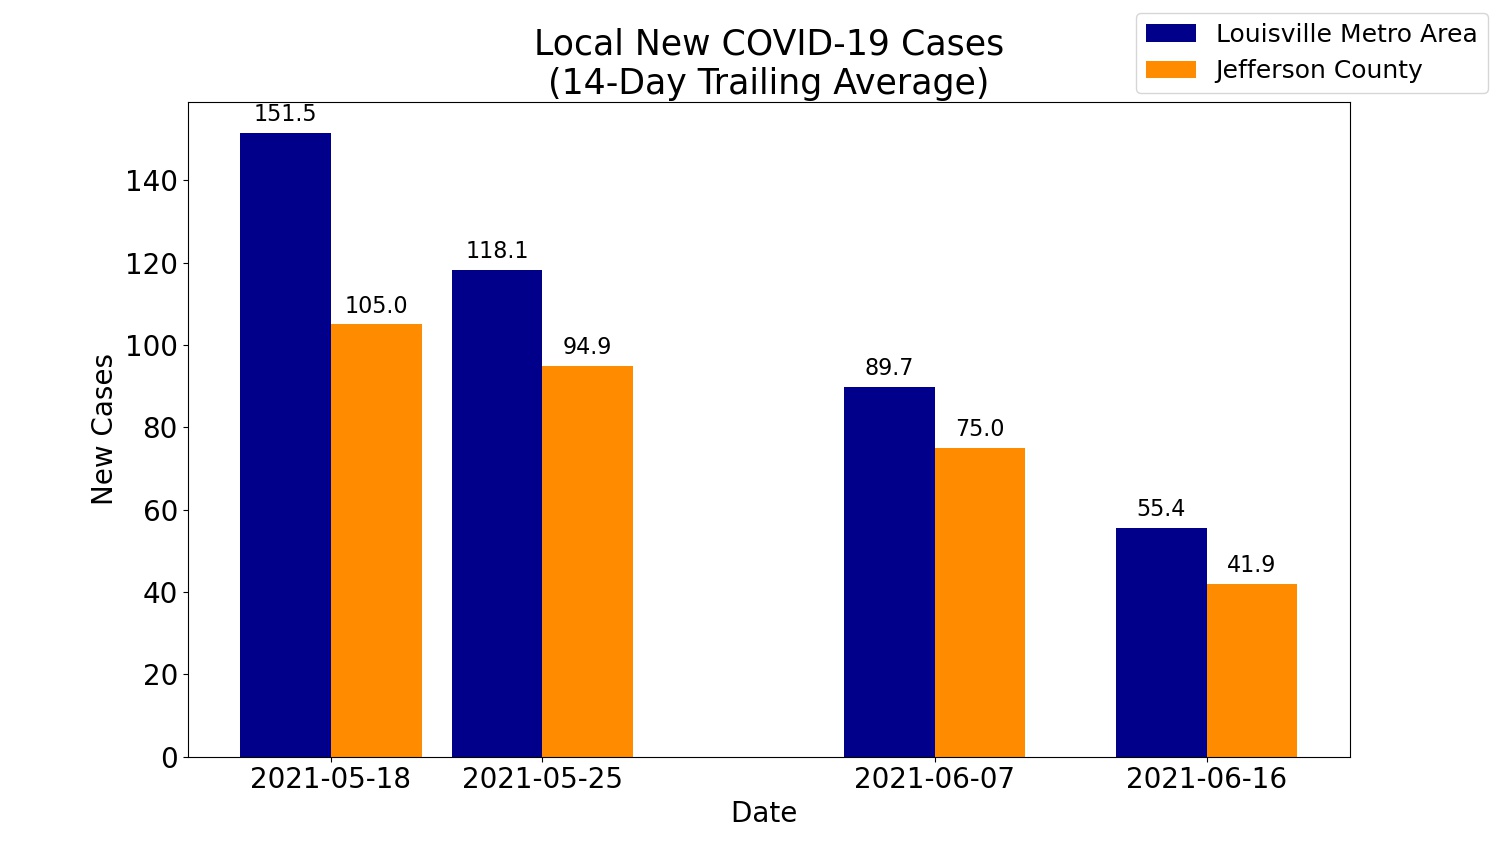 Local New COVID-19 Cases
(14-Day Trailing Average)
Louisville Metro Area
Jefferson County
151.5
105.0
118.1
94.9
89.7
75.0
55.4
41.9
140
120
100
80
60
40
20
0
New Cases
2021-05-18 2021-05-25 2021-06-07 2021-06-16
Date